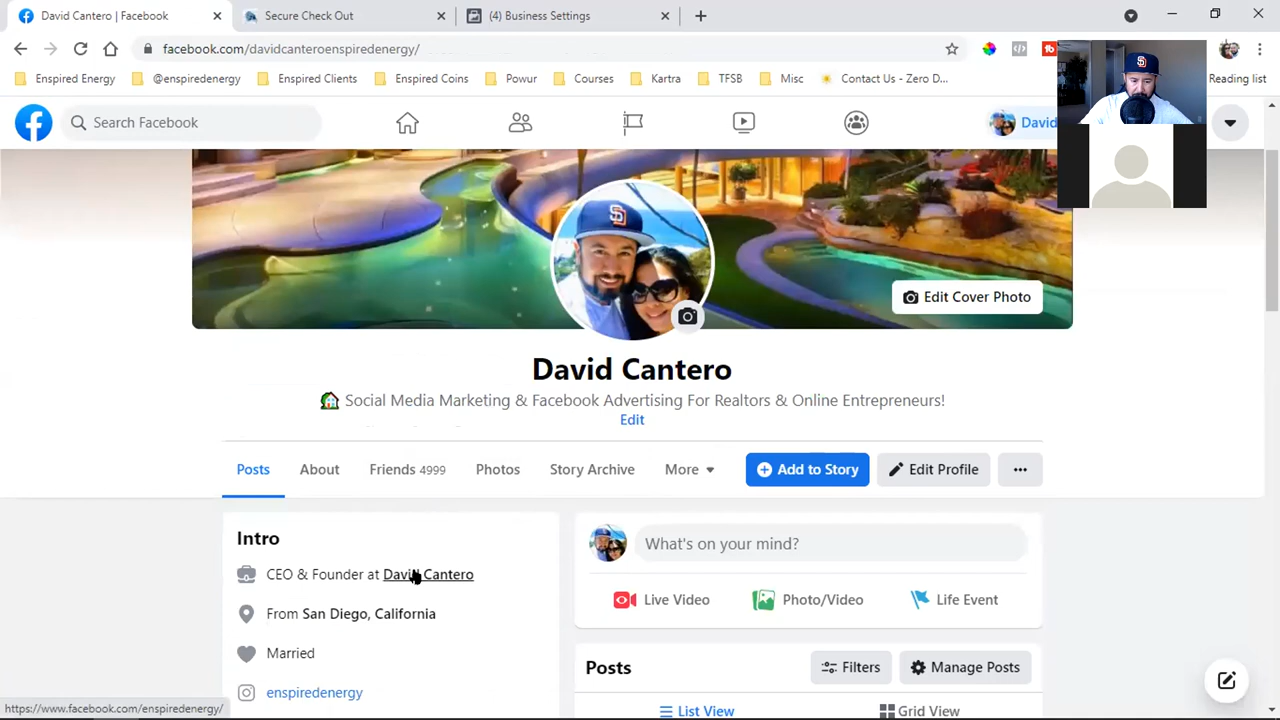 David Cantero | Facebook
Secure Check Out
(4) Business Settings
facebook.com/davidcanteroenspiredenergy/
Enspired Energy
@enspiredenergy
Enspired Clients
Enspired Coins
Powur
Courses
Kartra
TFSB
Misc
Contact Us - Zero D...
Reading list
Search Facebook
David
Edit Cover Photo
David Cantero
Social Media Marketing & Facebook Advertising For Realtors & Online Entrepreneurs!
Edit
Posts
About
Friends 4999
Photos
Story Archive
More
Add to Story
Edit Profile
Intro
CEO & Founder at David Cantero
From San Diego, California
Married
enspiredenergy
What's on your mind?
Live Video
Photo/Video
Life Event
Posts
Filters
Manage Posts
List View
Grid View
https://www.facebook.com/enspiredenergy/